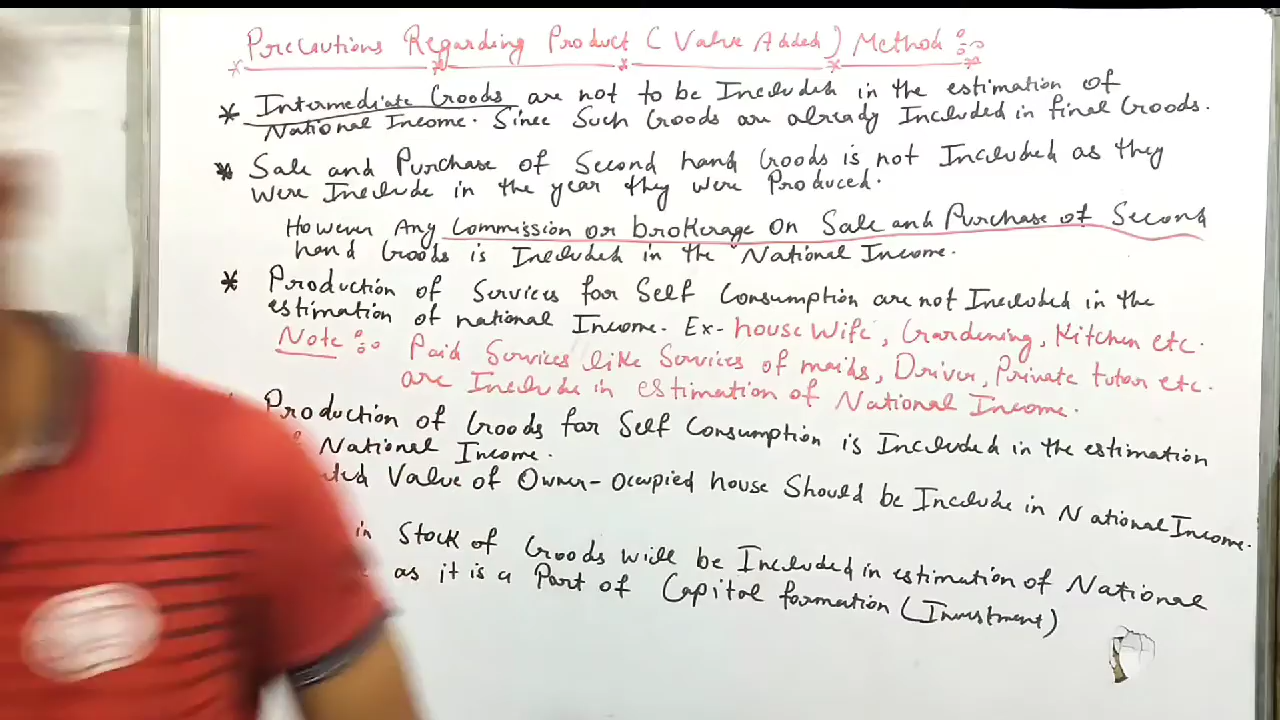 Precautions Regarding Product (Value Added) Method
* Intermediate Goods are not to be Included in the estimation of
National Income. Since Such Goods are already Included in final Goods.
* Sale and Purchase of Second hand Goods is not Included as they
were Include in the year they were Produced.
However Any Commission or brokerage On Sale and Purchase of Second
hand Goods is Included in the National Income.
* Production of Services for Self Consumption are not Included in the
estimation of national Income. Ex- house wife, Gardening, Kitchen etc.
Note :: Paid Services like Services of maids, Driver, Private tutor etc.
are Include in estimation of National Income.
Production of Goods for Self Consumption is Included in the estimation
National Income.
Value of Owner-Occupied house Should be Include in National Income.
in Stock of Goods will be Included in estimation of National
as it is a Part of Capital formation (Investment)